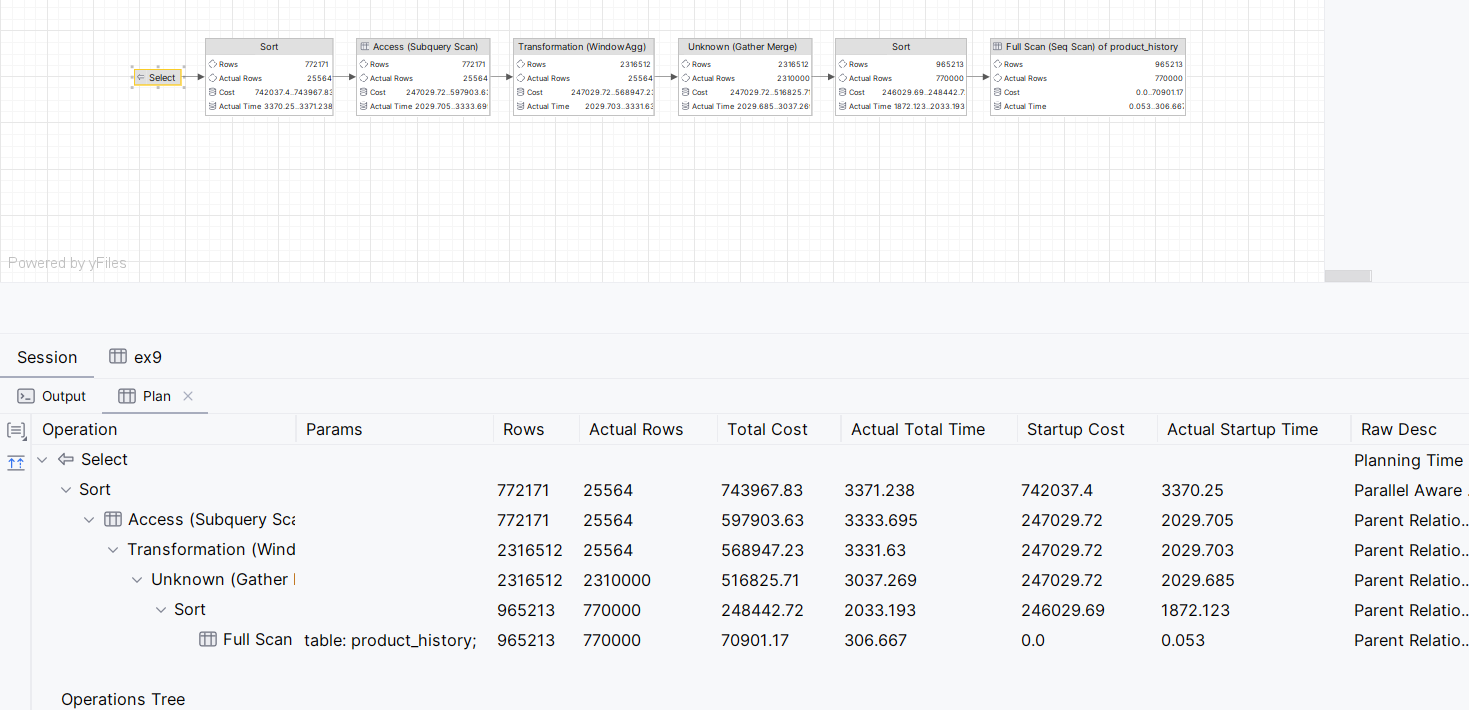 Select
Sort
Rows 772171
Actual Rows 25564
Cost 742037.4..743967.83
Actual Time 3370.25..3371.238
Access (Subquery Scan)
Rows 772171
Actual Rows 25564
Cost 247029.72..597903.6
Actual Time 2029.705..3333.69
Transformation (WindowAgg)
Rows 2316512
Actual Rows 25564
Cost 247029.72..568947.2
Actual Time 2029.703..3331.6
Unknown (Gather Merge)
Rows 2316512
Actual Rows 2310000
Cost 247029.72..516825.7
Actual Time 2029.685..3037.26
Sort
Rows 965213
Actual Rows 770000
Cost 246029.69..248442.7
Actual Time 1872.123..2033.193
Full Scan (Seq Scan) of product_history
Rows 965213
Actual Rows 770000
Cost 0.0..70901.17
Actual Time 0.053..306.66
Powered by yFiles
Session ex9
Output Plan
Operation Params Rows Actual Rows Total Cost Actual Total Time Startup Cost Actual Startup Time Raw Desc
Select Planning Time
Sort 772171 25564 743967.83 3371.238 742037.4 3370.25 Parallel Aware
Access (Subquery Sca 772171 25564 597903.63 3333.695 247029.72 2029.705 Parent Relatio..
Transformation (Wind 2316512 25564 568947.23 3331.63 247029.72 2029.703 Parent Relatio..
Unknown (Gather 2316512 2310000 516825.71 3037.269 247029.72 2029.685 Parent Relatio..
Sort 965213 770000 248442.72 2033.193 246029.69 1872.123 Parent Relatio..
Full Scan table: product_history; 965213 770000 70901.17 306.667 0.0 0.053 Parent Relatio..
Operations Tree